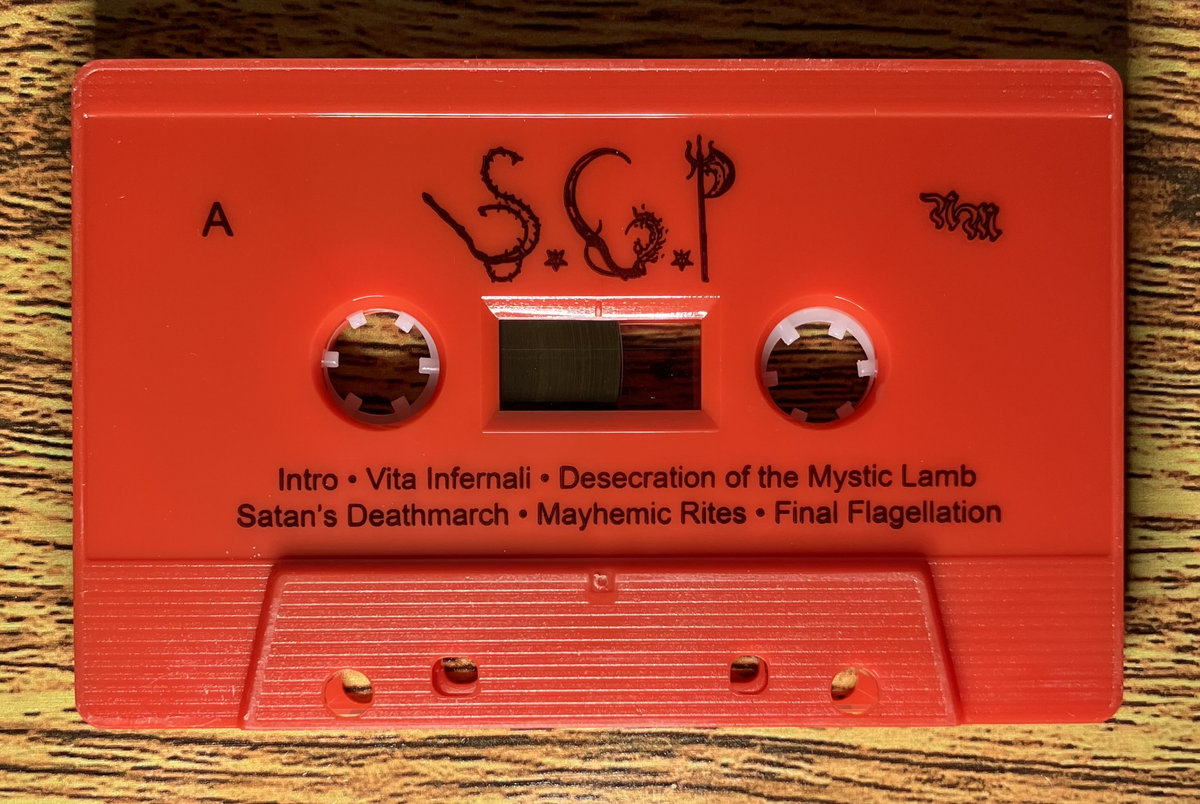 S.G.P
A
Intro • Vita Infernali • Desecration of the Mystic Lamb
Satan's Deathmarch • Mayhemic Rites • Final Flagellation